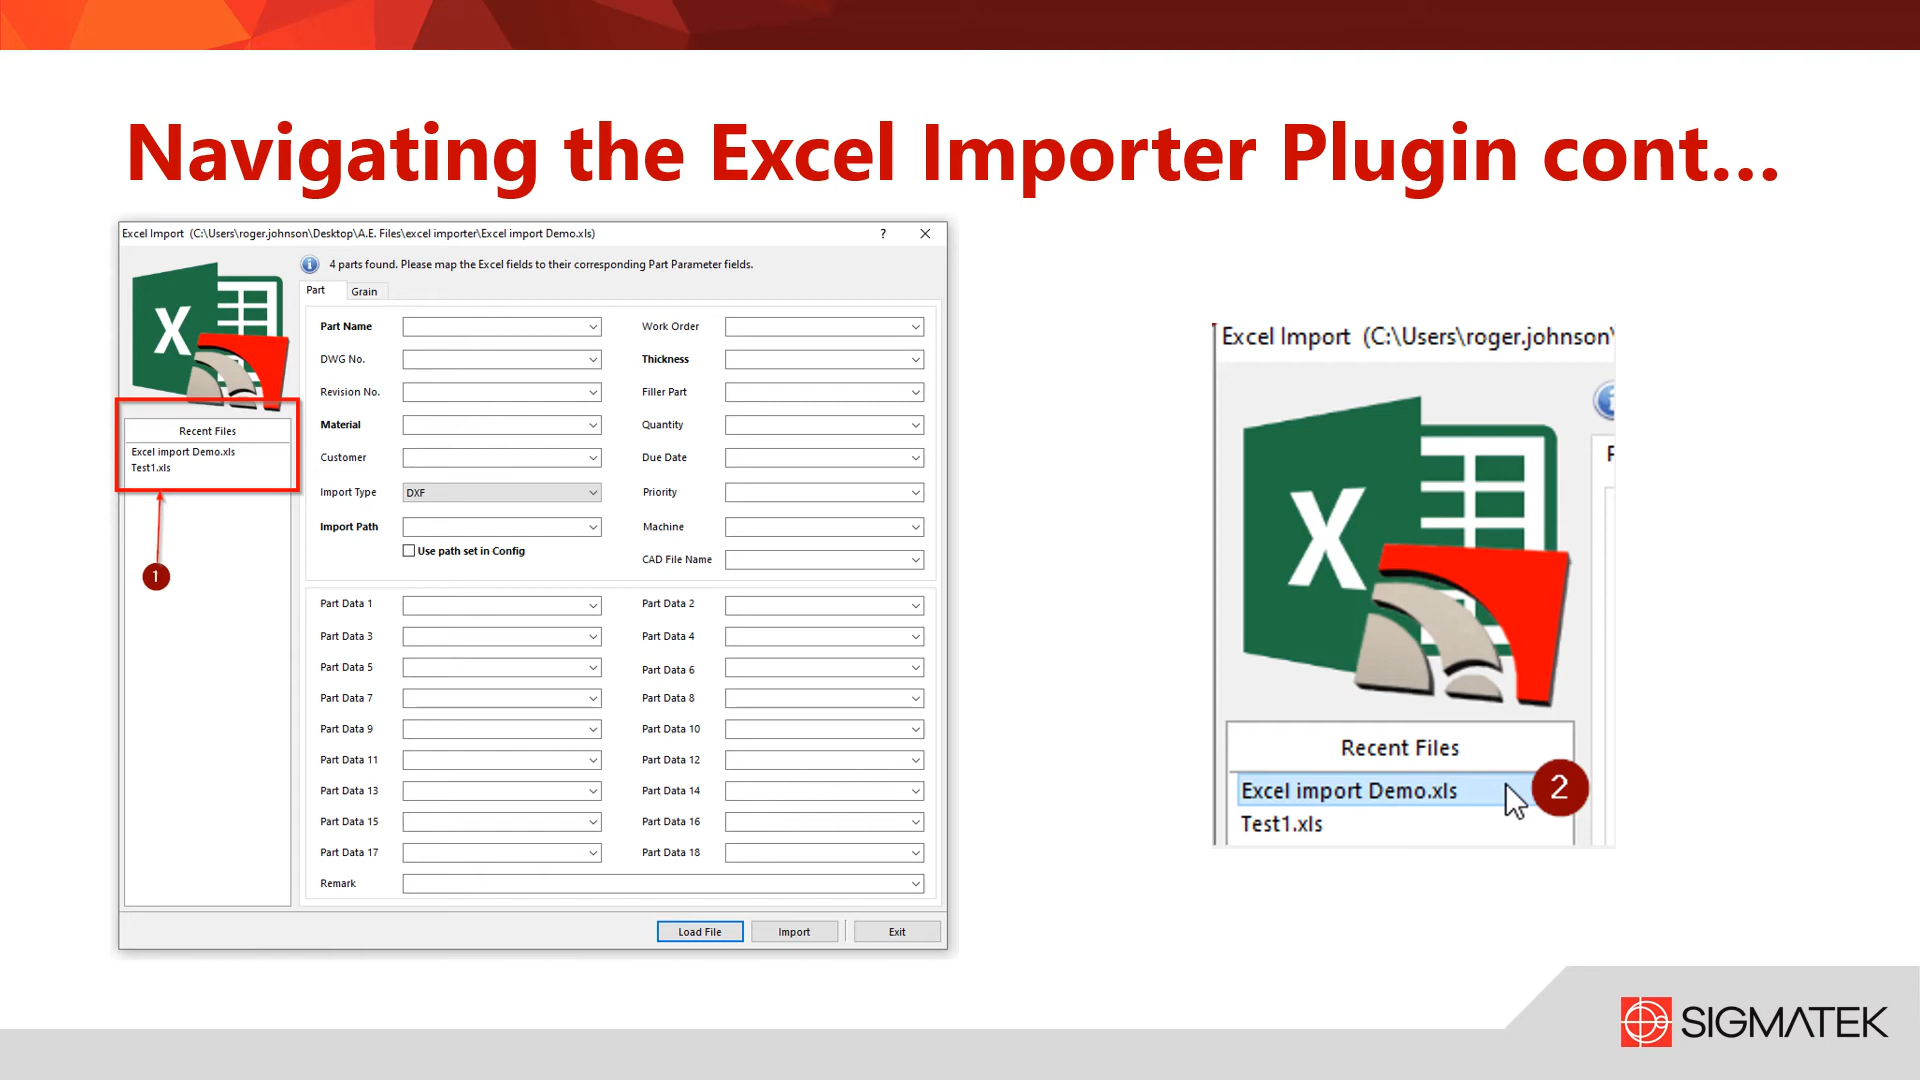 Navigating the Excel Importer Plugin cont...
Excel Import (C:\Users\roger.johnson\Desktop\A.E. Files\excel importer\Excel import Demo.xls)
?
4 parts found. Please map the Excel fields to their corresponding Part Parameter fields.
Part Grain
X
Recent Files
Excel import Demo.xls
Test1.xls
1
Part Name Work Order
DWG No. Thickness
Revision No. Filler Part
Material Quantity
Customer Due Date
Import Type DXF Priority
Import Path Machine
Use path set in Config
CAD File Name
Part Data 1 Part Data 2
Part Data 3 Part Data 4
Part Data 5 Part Data 6
Part Data 7 Part Data 8
Part Data 9 Part Data 10
Part Data 11 Part Data 12
Part Data 13 Part Data 14
Part Data 15 Part Data 16
Part Data 17 Part Data 18
Remark
Load File Import Exit
Excel Import (C:\Users\roger.johnson\
X
Recent Files
Excel import Demo.xls
2
Test1.xls
SIGMATEK